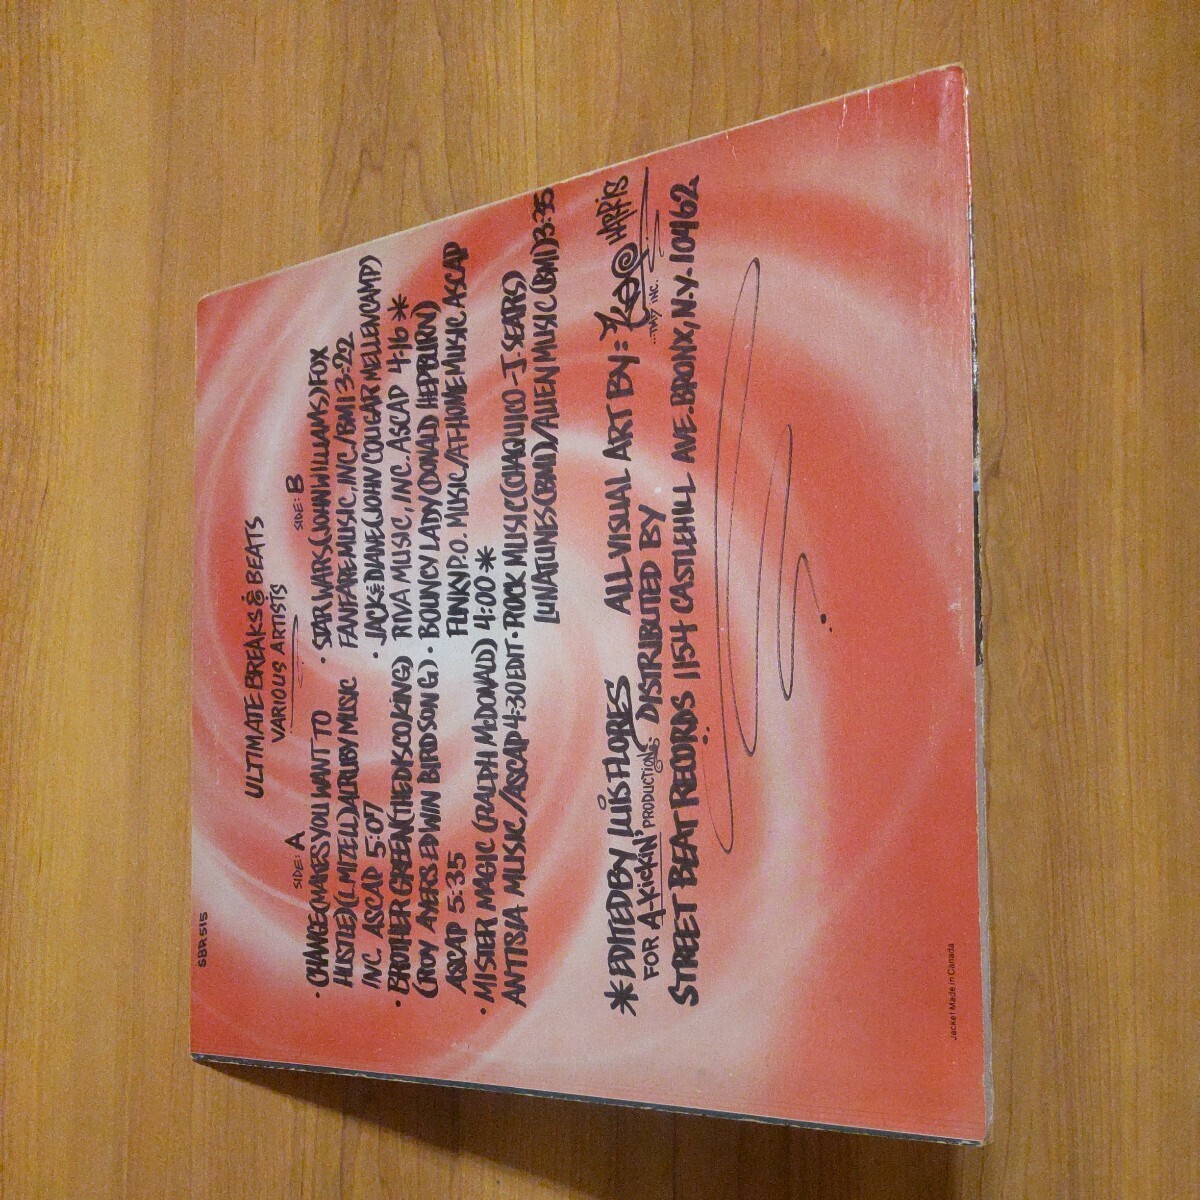 SBR 515
ULTIMATE BREAKS & BEATS
VARIOUS ARTISTS
SIDE: A
• CHANGE (MAKES YOU WANT TO
HUSTLE) (L. MIZELL) ALRUBY MUSIC
INC. ASCAP 5:07
• BROTHER GREEN (THE DISCO KING)
(ROY AYERS EDWIN BIRDSONG)
ASCAP 5:35
• MISTER MAGIC (RALPH McDONALD) 4:00 *
ANTISIA MUSIC/ASCAP 4:30 EDIT
SIDE: B
• STAR WARS (JOHN WILLIAMS) FOX
FANFARE MUSIC, INC./BMI 3:22
• JACK & DIANE (JOHN COUGAR MELLENCAMP)
RIVA MUSIC, INC. ASCAP 4:16 *
• BOUNCY LADY (DONALD HEPBURN)
FUNKY P.O. MUSIC/AT HOME MUSIC ASCAP
• ROCK MUSIC (CHAQUICO - J. SEARS)
LUNATUNES (BMI)/ALIEN MUSIC (BMI) 3:35
* EDITED BY LUIS FLORES
FOR A-KICKIN' PRODUCTIONS
ALL VISUAL ART BY: KEV HARRIS
...TM7 INC.
DISTRIBUTED BY
STREET BEAT RECORDS 1154 CASTLEHILL AVE. BRONX, N.Y. 10462
Jacket Made in Canada